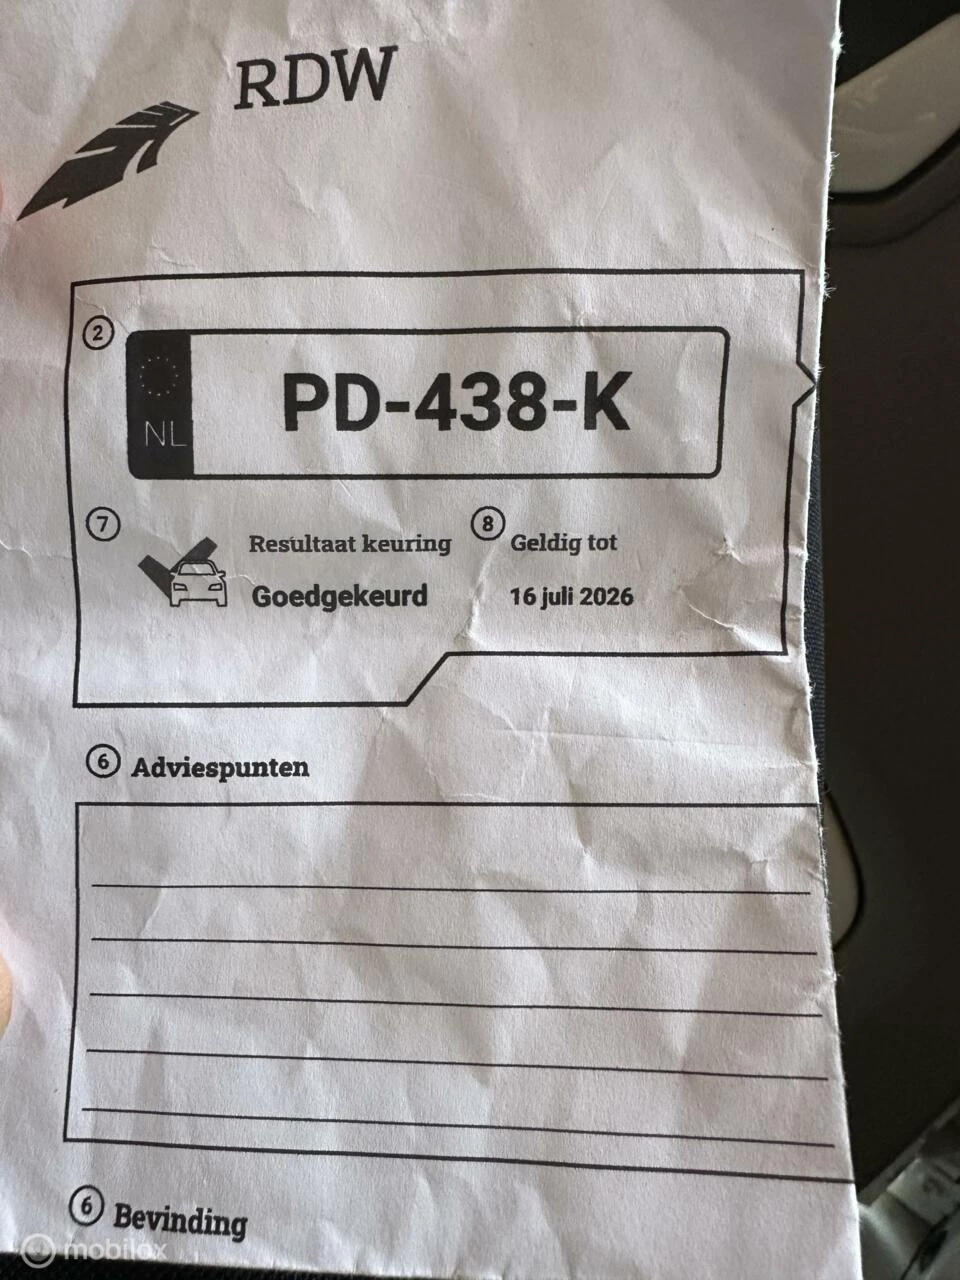 RDW
2
NL
PD-438-K
7
Resultaat keuring
8
Geldig tot
Goedgekeurd
16 juli 2026
6 Adviespunten
6 Bevinding
mobilox